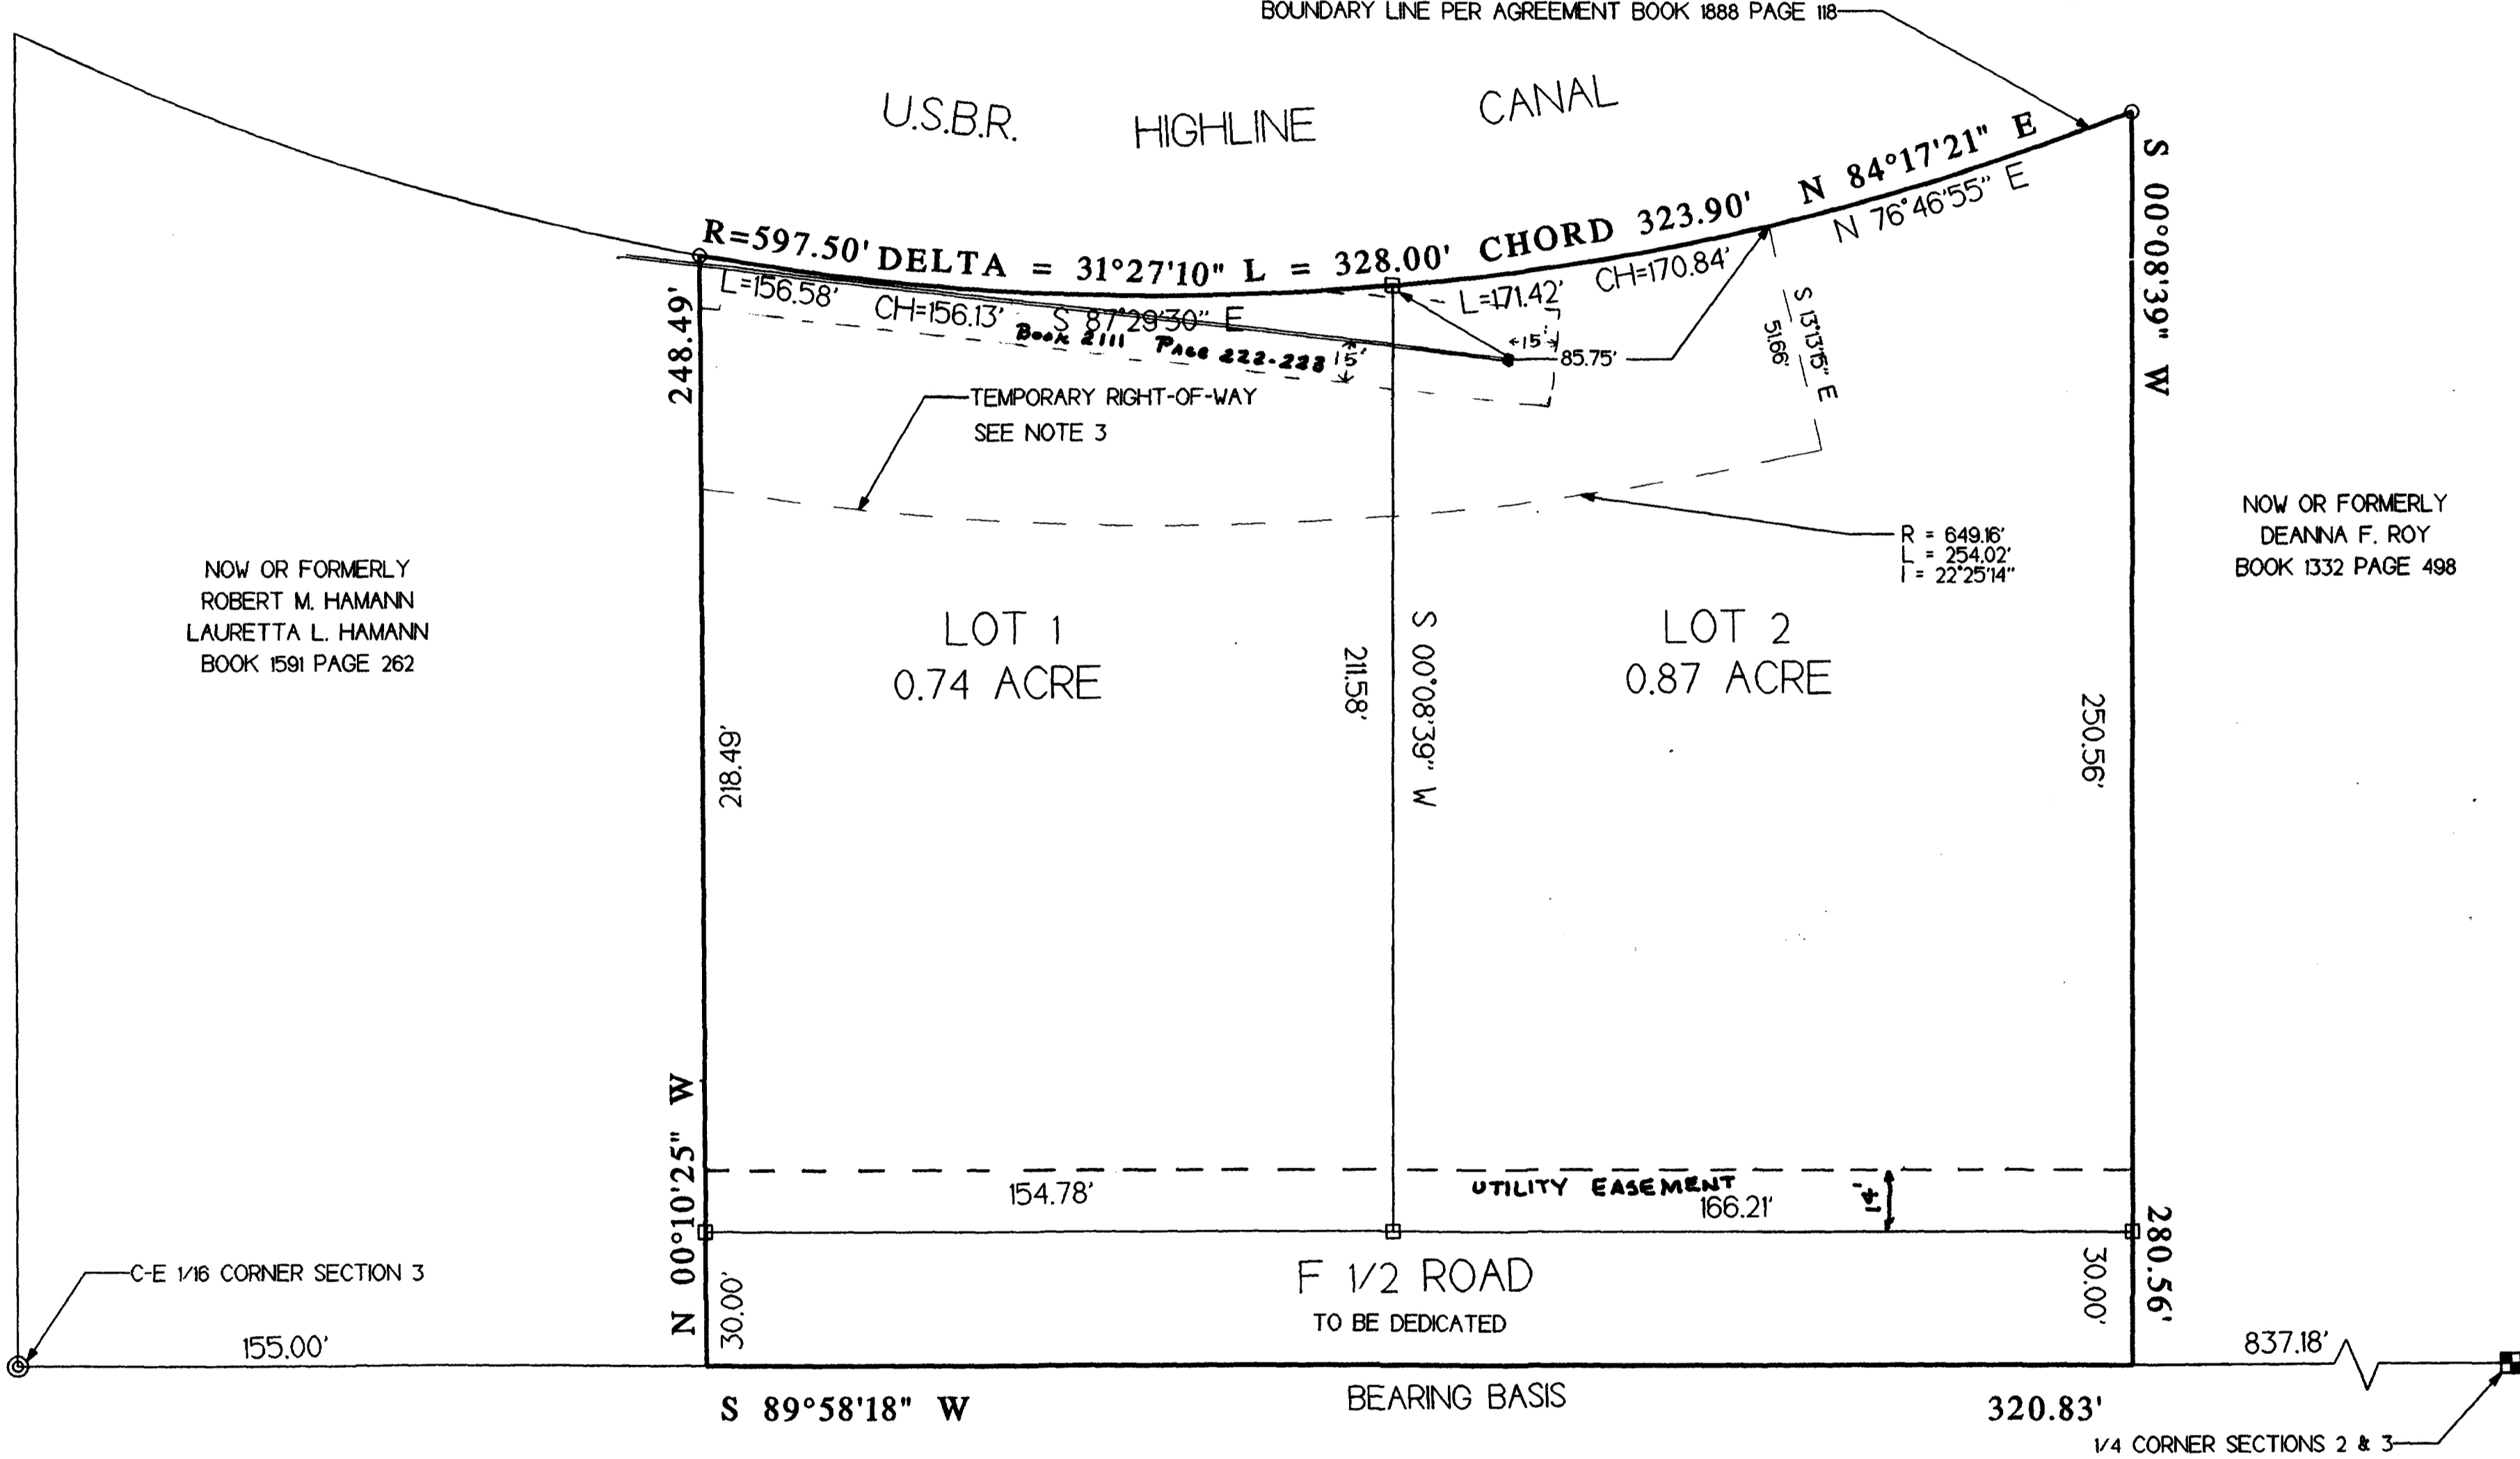 BOUNDARY LINE PER AGREEMENT BOOK 1888 PAGE 118
U.S.B.R. HIGHLINE CANAL
R=597.50' DELTA = 31°27'10" L = 328.00' CHORD 323.90' N 84°17'21" E
N 76°46'55" E
L=156.58'
CH=156.13'
S 87°29'30" E
L=171.42'
CH=170.84'
Book 2111 PAGE 222-223
15'
15'
85.75'
S 13°13'15" E
51.66'
S 00°08'39" W
248.49'
TEMPORARY RIGHT-OF-WAY
SEE NOTE 3
R = 649.16'
L = 254.02'
I = 22°25'14"
NOW OR FORMERLY
DEANNA F. ROY
BOOK 1332 PAGE 498
NOW OR FORMERLY
ROBERT M. HAMANN
LAURETTA L. HAMANN
BOOK 1591 PAGE 262
LOT 1
0.74 ACRE
LOT 2
0.87 ACRE
218.49'
211.58'
S 00°08'39" W
250.56'
N 00°10'25" W
154.78'
UTILITY EASEMENT
166.21'
14'
280.56'
30.00'
F 1/2 ROAD
TO BE DEDICATED
30.00'
C-E 1/16 CORNER SECTION 3
155.00'
837.18'
S 89°58'18" W
BEARING BASIS
320.83'
1/4 CORNER SECTIONS 2 & 3